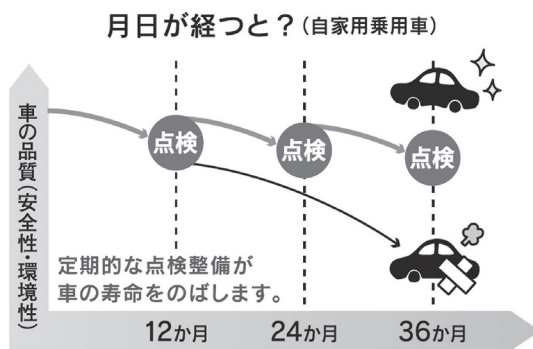 月日が経つと？（自家用乗用車）
車の品質（安全性・環境性）
点検
点検
点検
定期的な点検整備が
車の寿命をのばします。
12か月
24か月
36か月